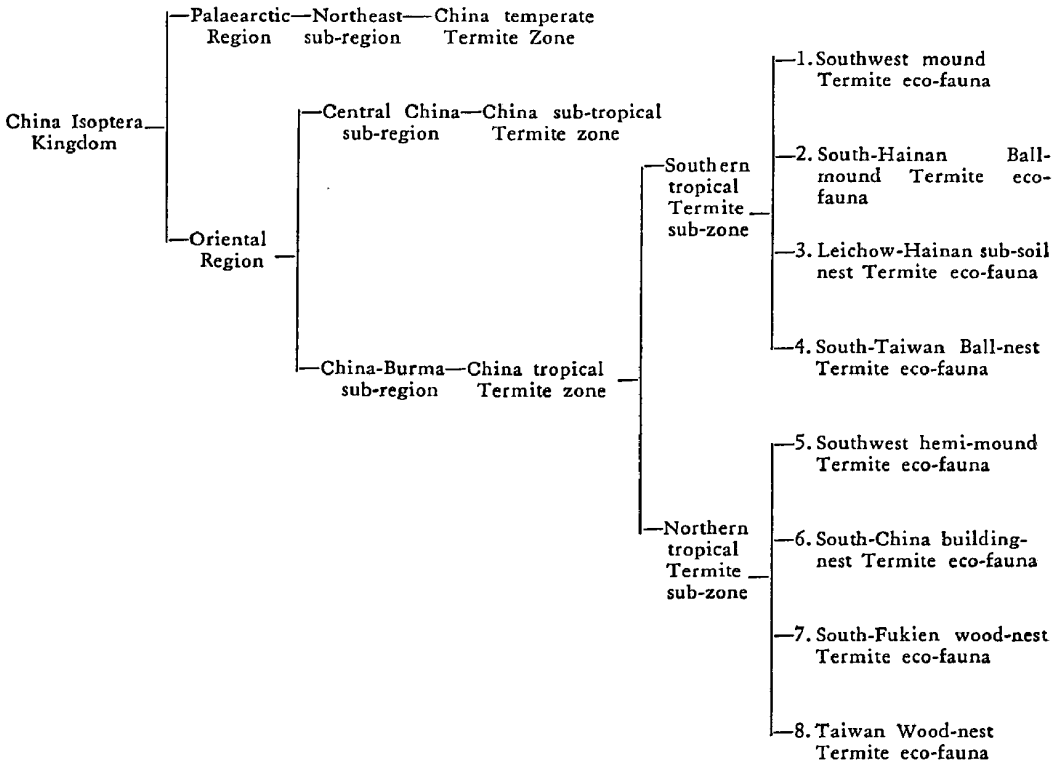 China Isoptera
Kingdom
Palaearctic
Region
Northeast
sub-region
China temperate
Termite Zone
Oriental
Region
Central China
sub-region
China sub-tropical
Termite zone
China-Burma
sub-region
China tropical
Termite zone
Southern
tropical
Termite
sub-zone
1. Southwest mound
Termite eco-fauna
2. South-Hainan Ball-
mound Termite eco-
fauna
3. Leichow-Hainan sub-soil
nest Termite eco-fauna
4. South-Taiwan Ball-nest
Termite eco-fauna
Northern
tropical
Termite
sub-zone
5. Southwest hemi-mound
Termite eco-fauna
6. South-China building-
nest Termite eco-fauna
7. South-Fukien wood-nest
Termite eco-fauna
8. Taiwan Wood-nest
Termite eco-fauna